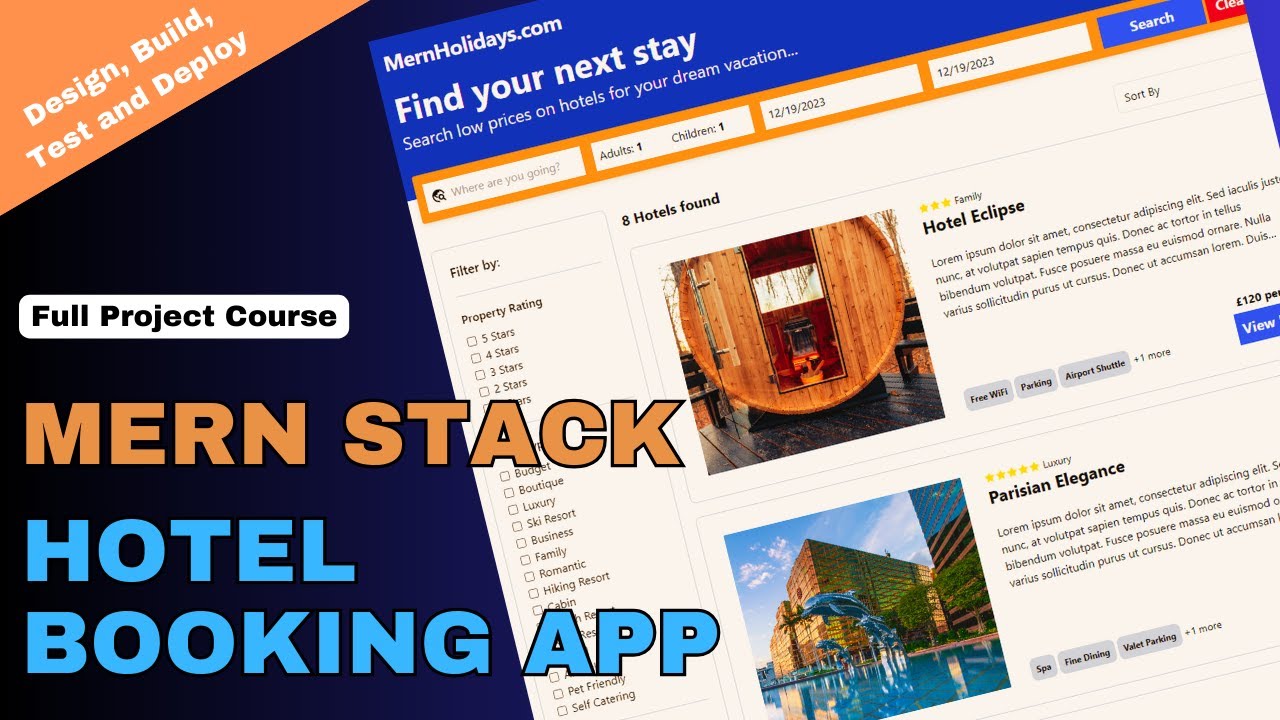 Design, Build,
Test and Deploy
Full Project Course
MERN STACK
HOTEL
BOOKING APP
MernHolidays.com
Find your next stay
Search low prices on hotels for your dream vacation...
Where are you going?
Adults: 1 Children: 1
12/19/2023
12/19/2023
Search
Clea
Sort By
8 Hotels found
Filter by:
Property Rating
5 Stars
4 Stars
3 Stars
2 Stars
Budget
Boutique
Luxury
Ski Resort
Business
Family
Romantic
Hiking Resort
Cabin
Pet Friendly
Self Catering
Family
Hotel Eclipse
Lorem ipsum dolor sit amet, consectetur adipiscing elit. Sed iaculis justo
nunc, at volutpat sapien tempus quis. Donec ac tortor in tellus
bibendum volutpat. Fusce posuere massa eu euismod ornare. Nulla
varius sollicitudin purus ut cursus. Donec ut accumsan lorem. Duis...
£120 per
View
Free WiFi
Parking
Airport Shuttle
+1 more
Luxury
Parisian Elegance
Lorem ipsum dolor sit amet, consectetur adipiscing elit.
nunc, at volutpat sapien tempus quis. Donec ac tortor in
bibendum volutpat. Fusce posuere massa eu euismod
varius sollicitudin purus ut cursus. Donec ut accumsan
Spa
Fine Dining
Valet Parking
+1 more